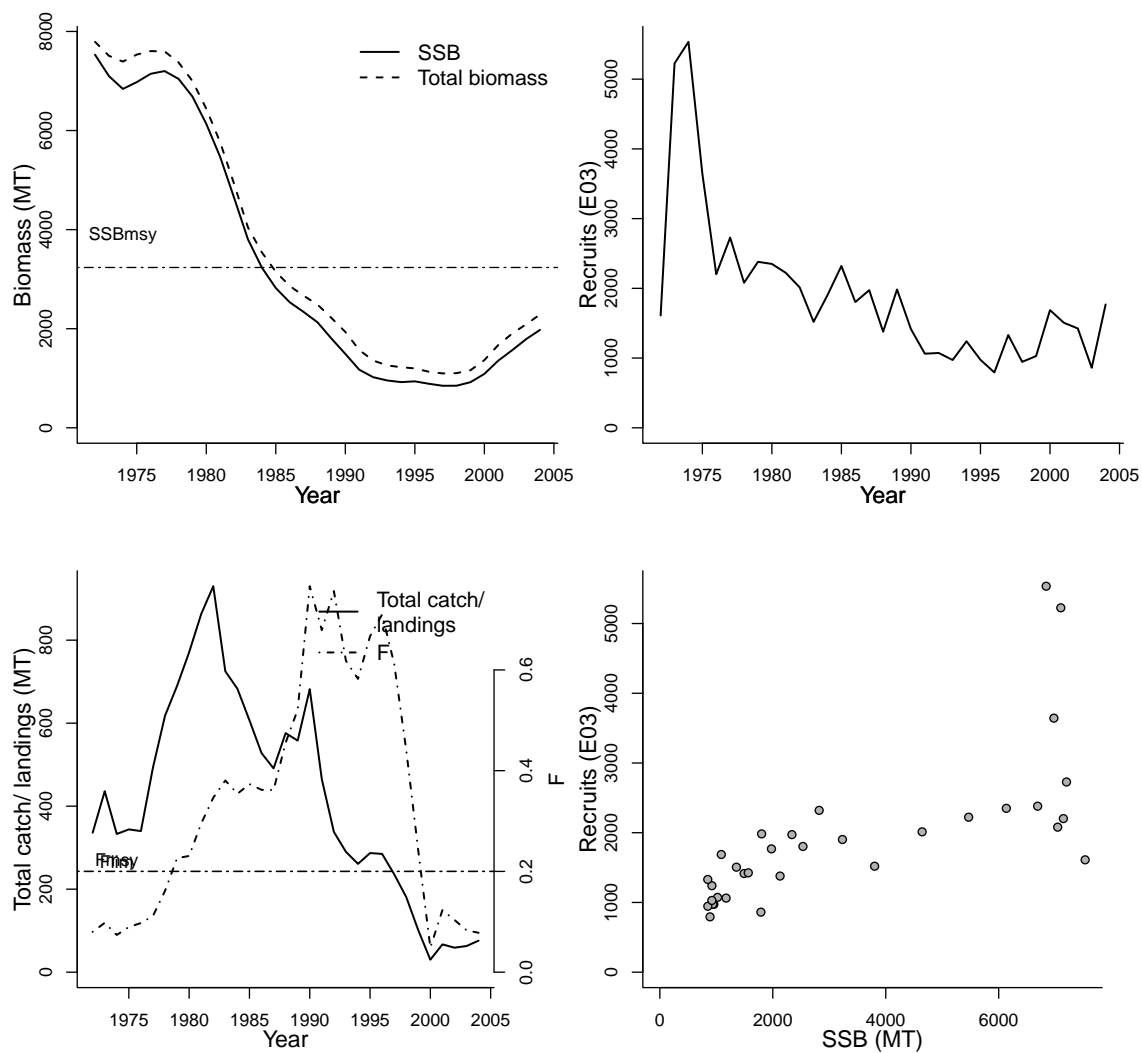 8000
6000
4000
2000
0
Biomass (MT)
SSB
Total biomass
SSBmsy
1975 1980 1985 1990 1995 2000 2005
Year
5000
4000
3000
2000
1000
0
Recruits (E03)
1975 1980 1985 1990 1995 2000 2005
Year
800
600
400
200
0
Total catch/ landings (MT)
Total catch/
landings
F
0.6
0.4
0.2
0.0
F
Fmsy
Flim
1975 1980 1985 1990 1995 2000 2005
Year
5000
4000
3000
2000
1000
0
Recruits (E03)
0 2000 4000 6000
SSB (MT)